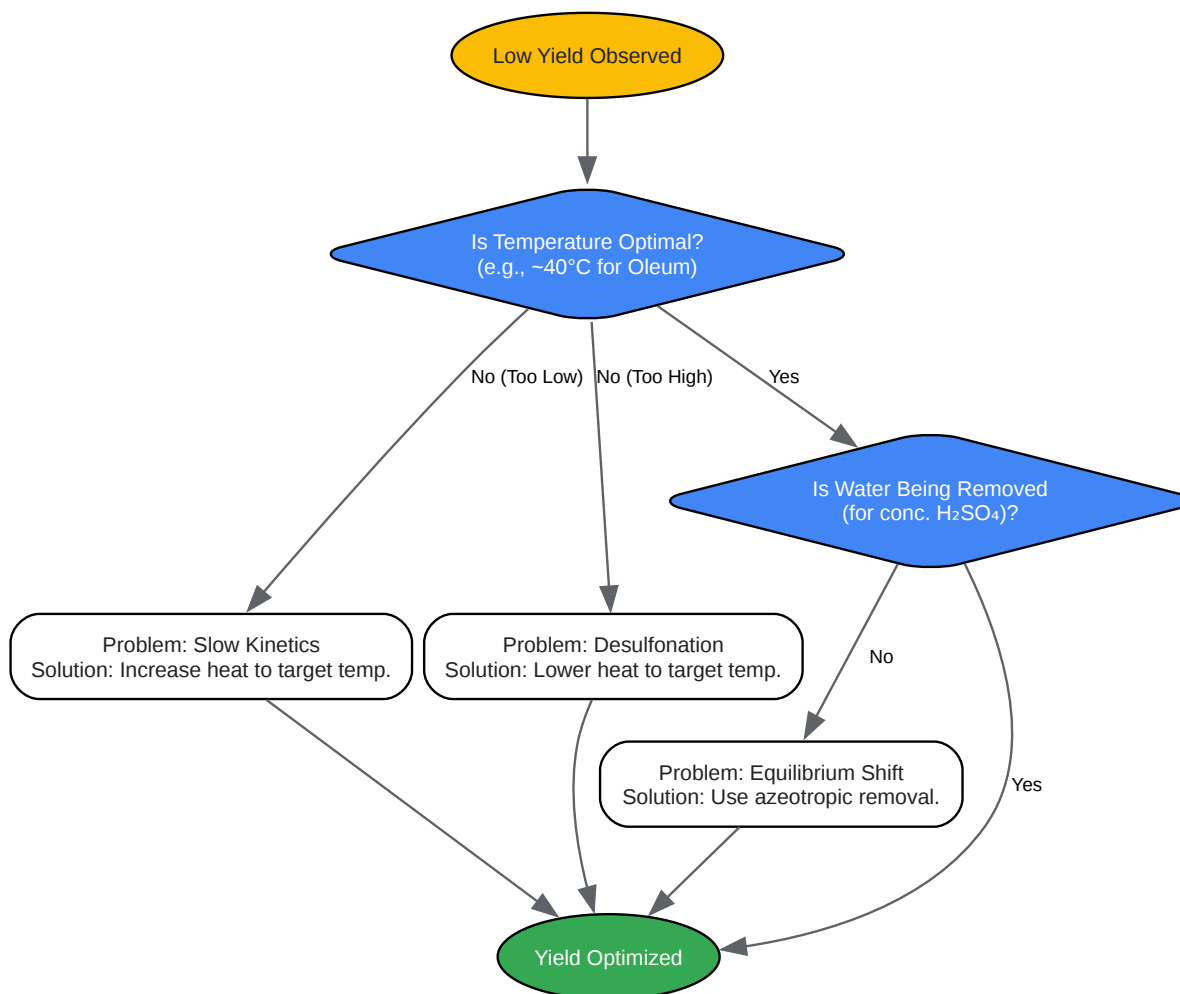 Low Yield Observed
Is Temperature Optimal?
(e.g., ~40°C for Oleum)
No (Too Low)
No (Too High)
Yes
Is Water Being Removed
(for conc. H₂SO₄)?
Problem: Slow Kinetics
Solution: Increase heat to target temp.
Problem: Desulfonation
Solution: Lower heat to target temp.
No
Problem: Equilibrium Shift
Solution: Use azeotropic removal.
Yes
Yield Optimized